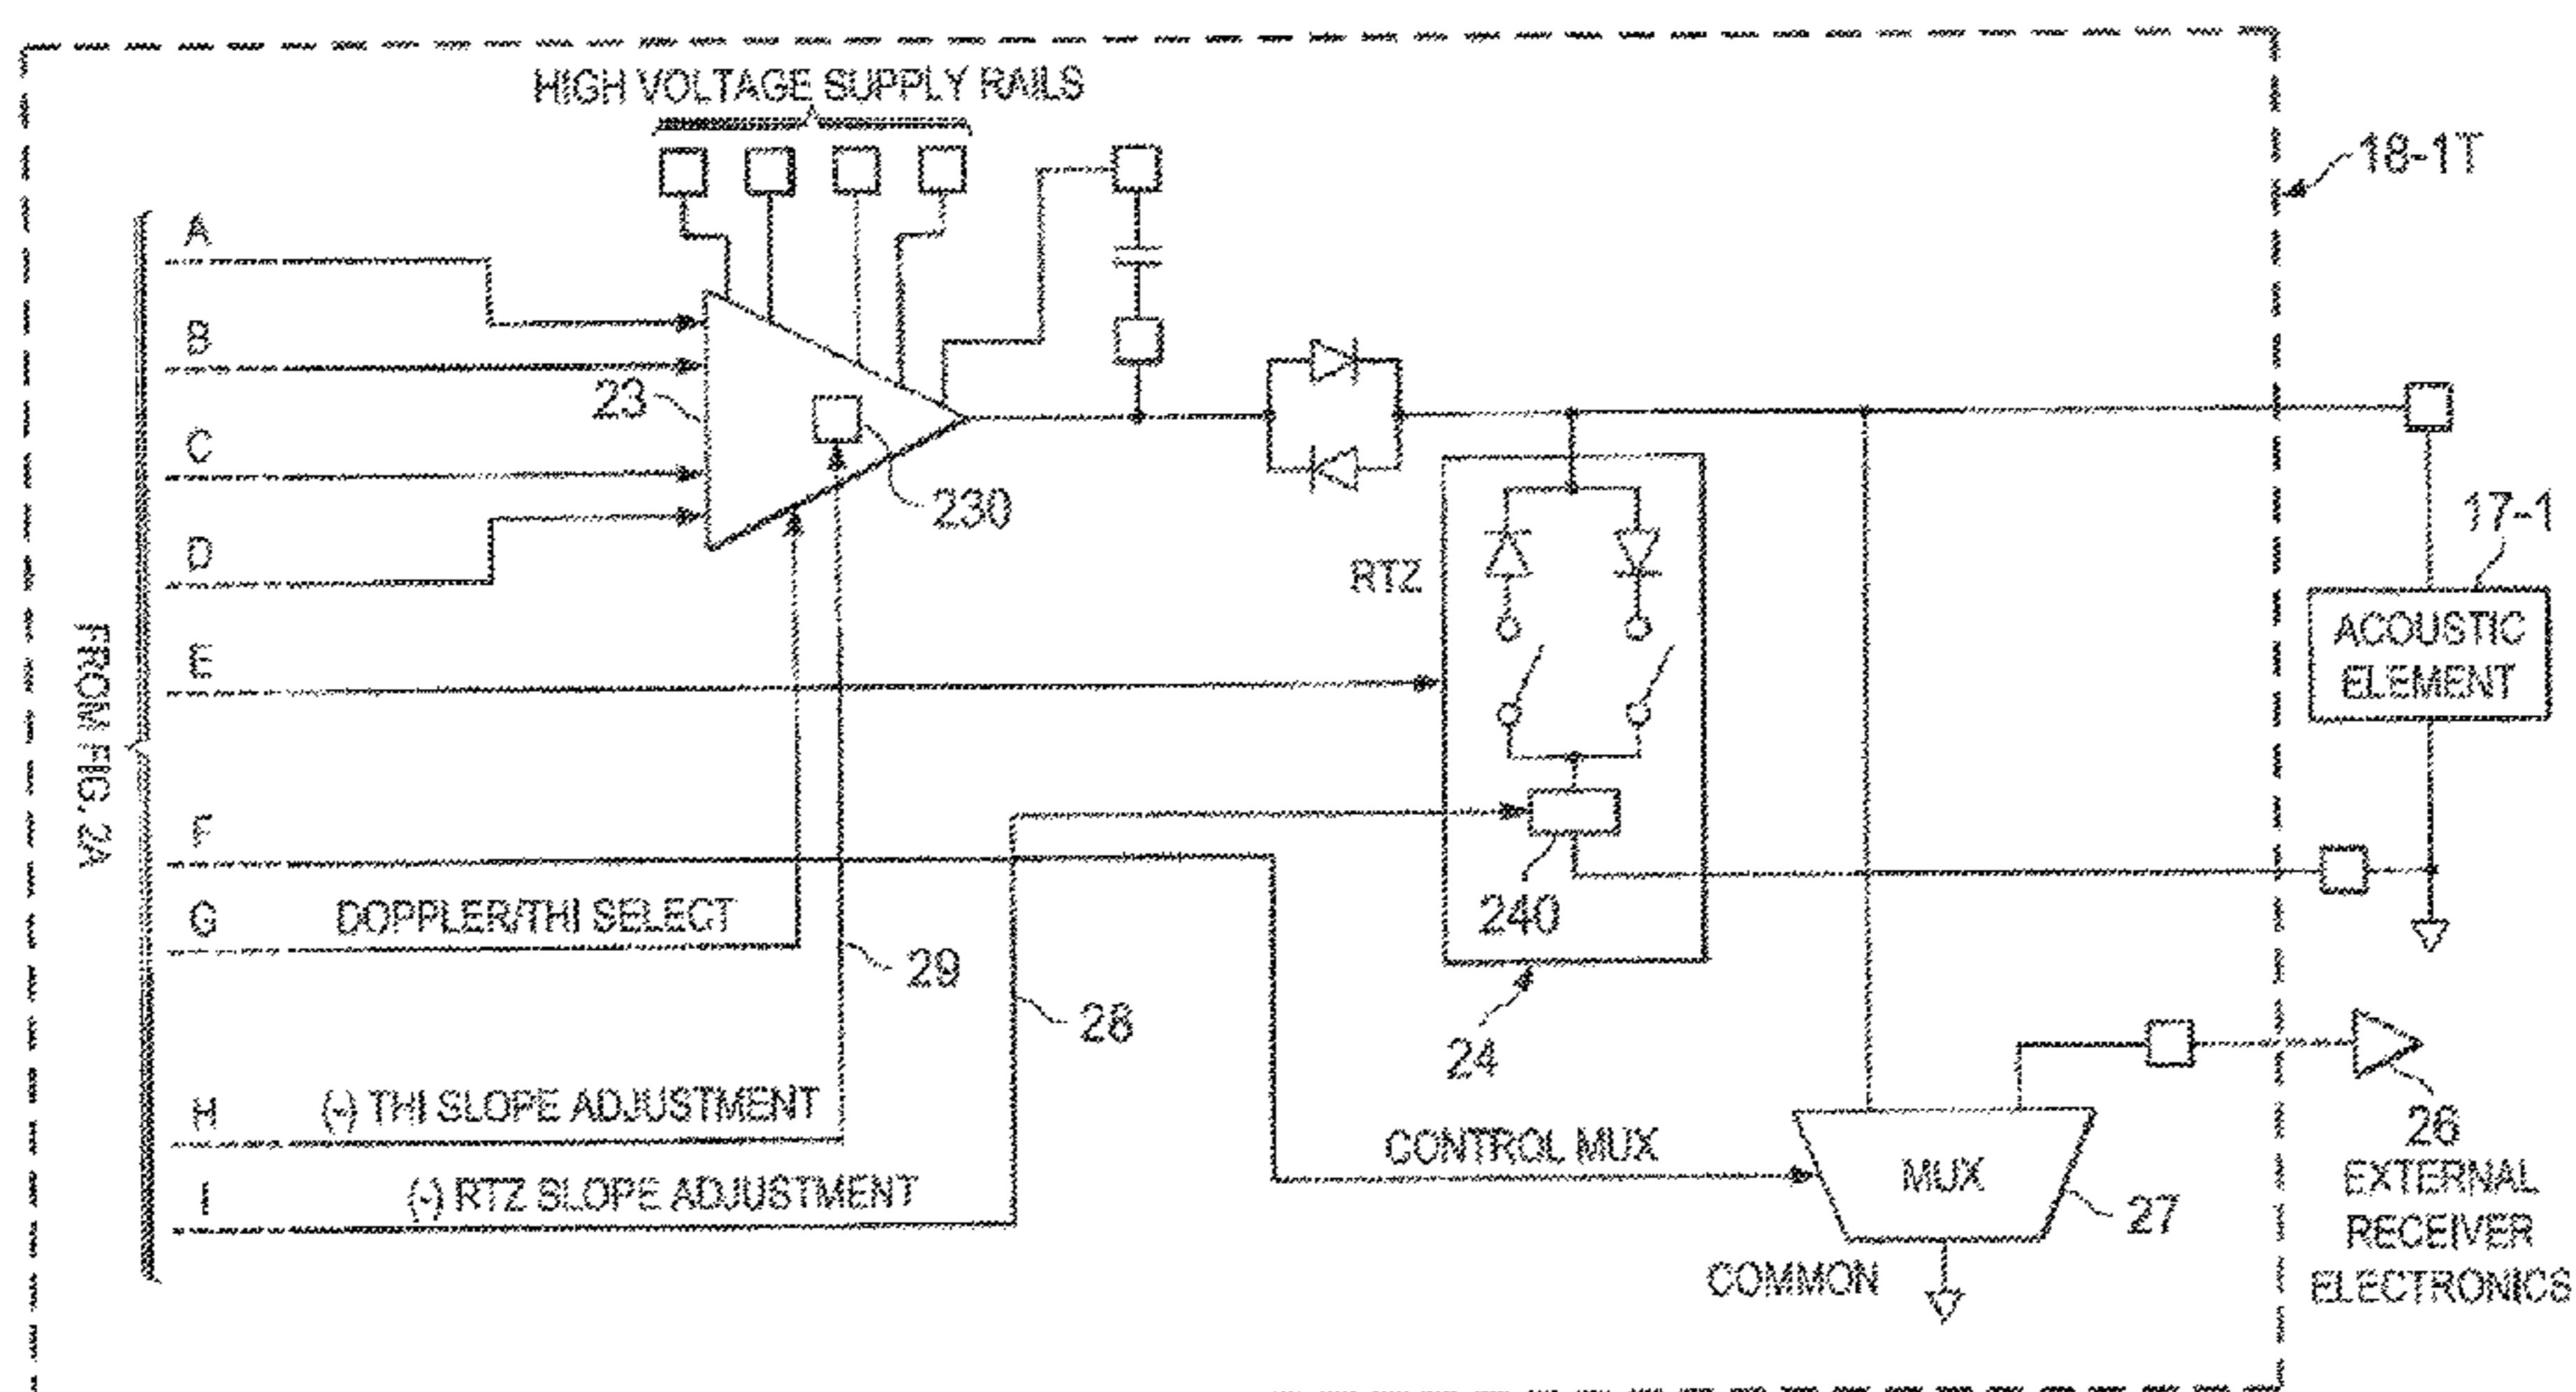 HIGH VOLTAGE SUPPLY RAILS
18-1T
A
B
23
C
230
D
17-1
RTZ
ACOUSTIC
ELEMENT
E
FROM FIG. 2A
F
240
G DOPPLER/THI SELECT
29
28
24
H (-) THI SLOPE ADJUSTMENT
I (-) RTZ SLOPE ADJUSTMENT
CONTROL MUX
MUX
27
COMMON
26
EXTERNAL
RECEIVER
ELECTRONICS